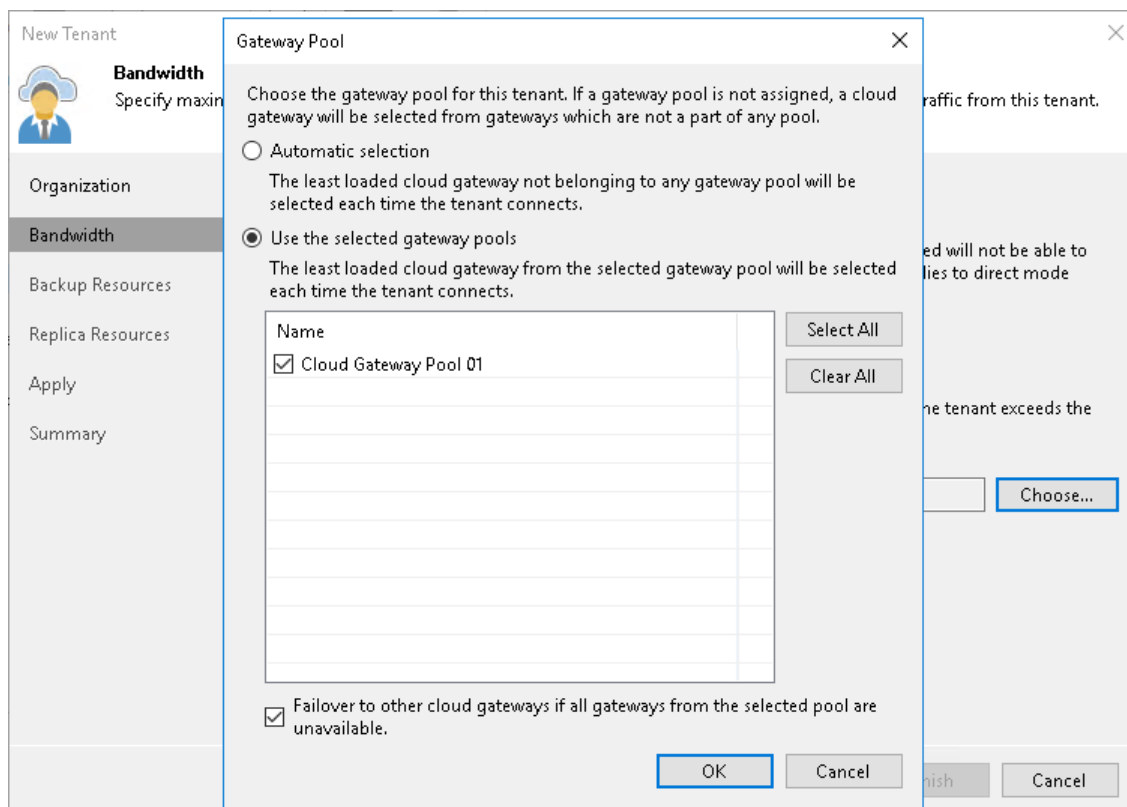 New Tenant
Bandwidth
Specify maxin
raffic from this tenant.
Organization
Bandwidth
Backup Resources
Replica Resources
Apply
Summary
ed will not be able to
lies to direct mode
ne tenant exceeds the
Choose...
nish
Cancel
Gateway Pool
Choose the gateway pool for this tenant. If a gateway pool is not assigned, a cloud
gateway will be selected from gateways which are not a part of any pool.
Automatic selection
The least loaded cloud gateway not belonging to any gateway pool will be
selected each time the tenant connects.
Use the selected gateway pools
The least loaded cloud gateway from the selected gateway pool will be selected
each time the tenant connects.
Name
Cloud Gateway Pool 01
Select All
Clear All
Failover to other cloud gateways if all gateways from the selected pool are
unavailable.
OK
Cancel